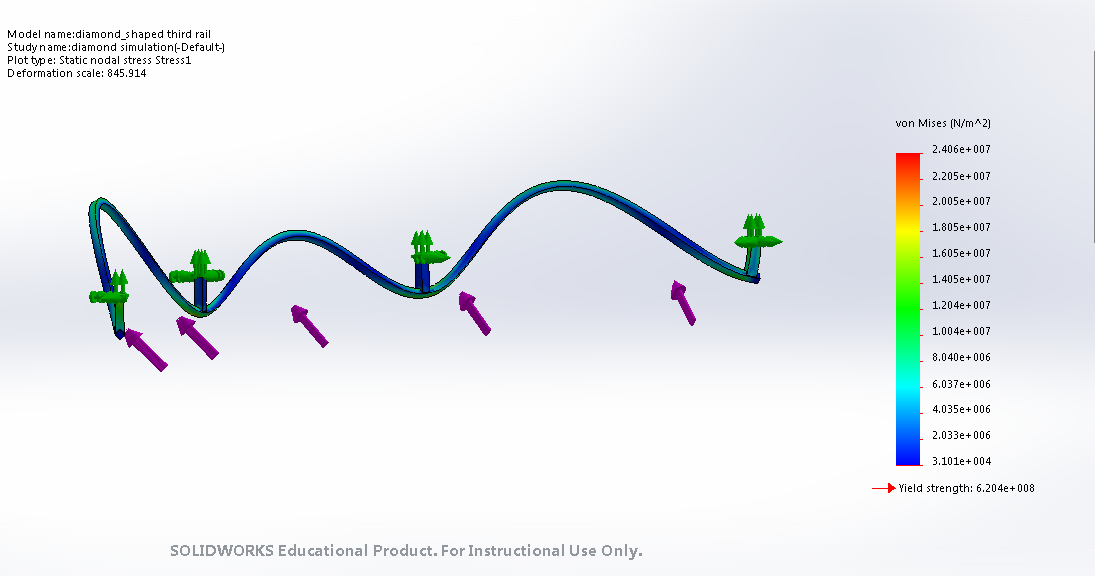 Model name:diamond_shaped third rail
Study name:diamond simulation(-Default-)
Plot type: Static nodal stress Stress1
Deformation scale: 845.914
von Mises (N/m^2)
2.406e+007
2.205e+007
2.005e+007
1.805e+007
1.605e+007
1.405e+007
1.204e+007
1.004e+007
8.040e+006
6.037e+006
4.035e+006
2.033e+006
3.101e+004
Yield strength: 6.204e+008
SOLIDWORKS Educational Product. For Instructional Use Only.